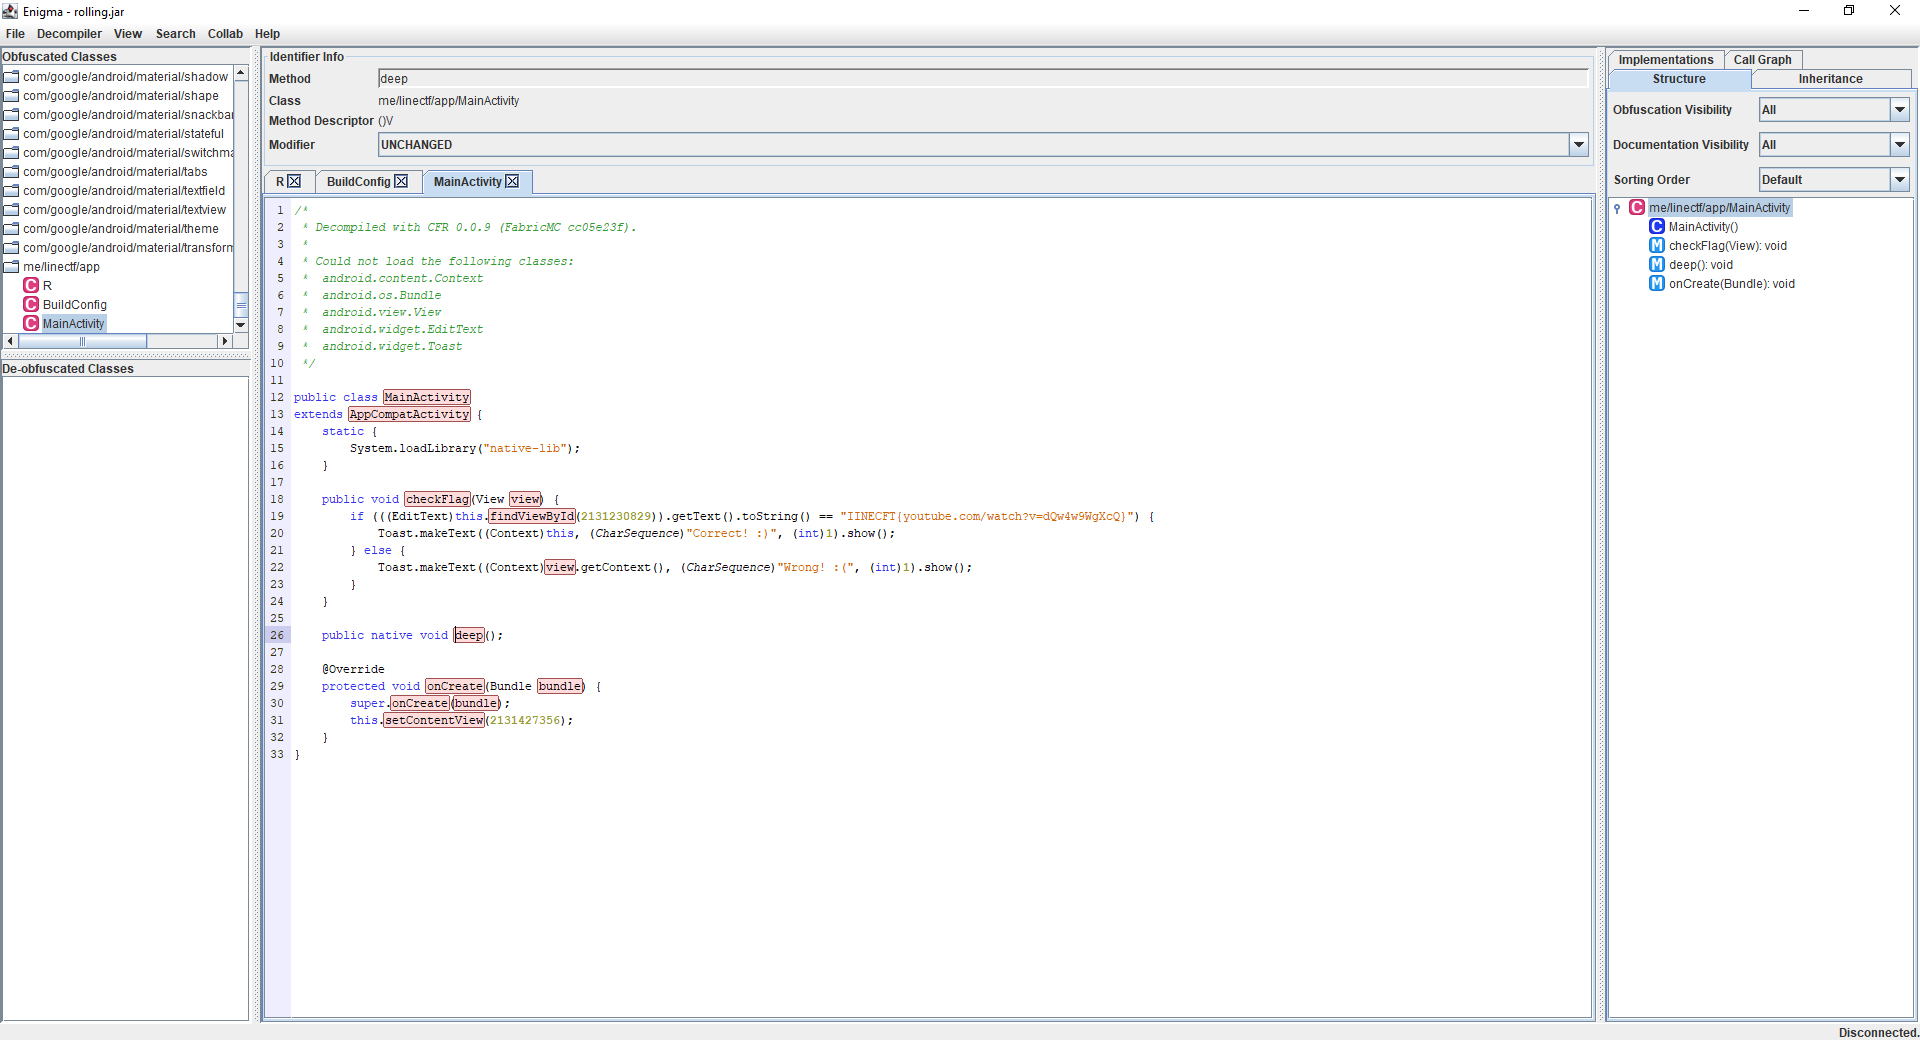 Enigma - rolling.jar
File Decompiler View Search Collab Help
Obfuscated Classes
com/google/android/material/shadow
com/google/android/material/shape
com/google/android/material/snackbar
com/google/android/material/stateful
com/google/android/material/switchma
com/google/android/material/tabs
com/google/android/material/textfield
com/google/android/material/textview
com/google/android/material/theme
com/google/android/material/transform
me/linectf/app
R
BuildConfig
MainActivity
De-obfuscated Classes
Identifier Info
Method deep
Class me/linectf/app/MainActivity
Method Descriptor ()V
Modifier UNCHANGED
R BuildConfig MainActivity
1 /*
2  * Decompiled with CFR 0.0.9 (FabricMC cc05e23f).
3  *
4  * Could not load the following classes:
5  *  android.content.Context
6  *  android.os.Bundle
7  *  android.view.View
8  *  android.widget.EditText
9  *  android.widget.Toast
10  */
11
12 public class MainActivity
13 extends AppCompatActivity {
14     static {
15         System.loadLibrary("native-lib");
16     }
17
18     public void checkFlag(View view) {
19         if (((EditText)this.findViewById(2131230829)).getText().toString() == "IINECFT{youtube.com/watch?v=dQw4w9WgXcQ}") {
20             Toast.makeText((Context)this, (CharSequence)"Correct! :)", (int)1).show();
21         } else {
22             Toast.makeText((Context)view.getContext(), (CharSequence)"Wrong! :(", (int)1).show();
23         }
24     }
25
26     public native void deep();
27
28     @Override
29     protected void onCreate(Bundle bundle) {
30         super.onCreate(bundle);
31         this.setContentView(2131427356);
32     }
33 }
Implementations Call Graph
Structure Inheritance
Obfuscation Visibility All
Documentation Visibility All
Sorting Order Default
C me/linectf/app/MainActivity
C MainActivity()
M checkFlag(View): void
M deep(): void
M onCreate(Bundle): void
Disconnected.